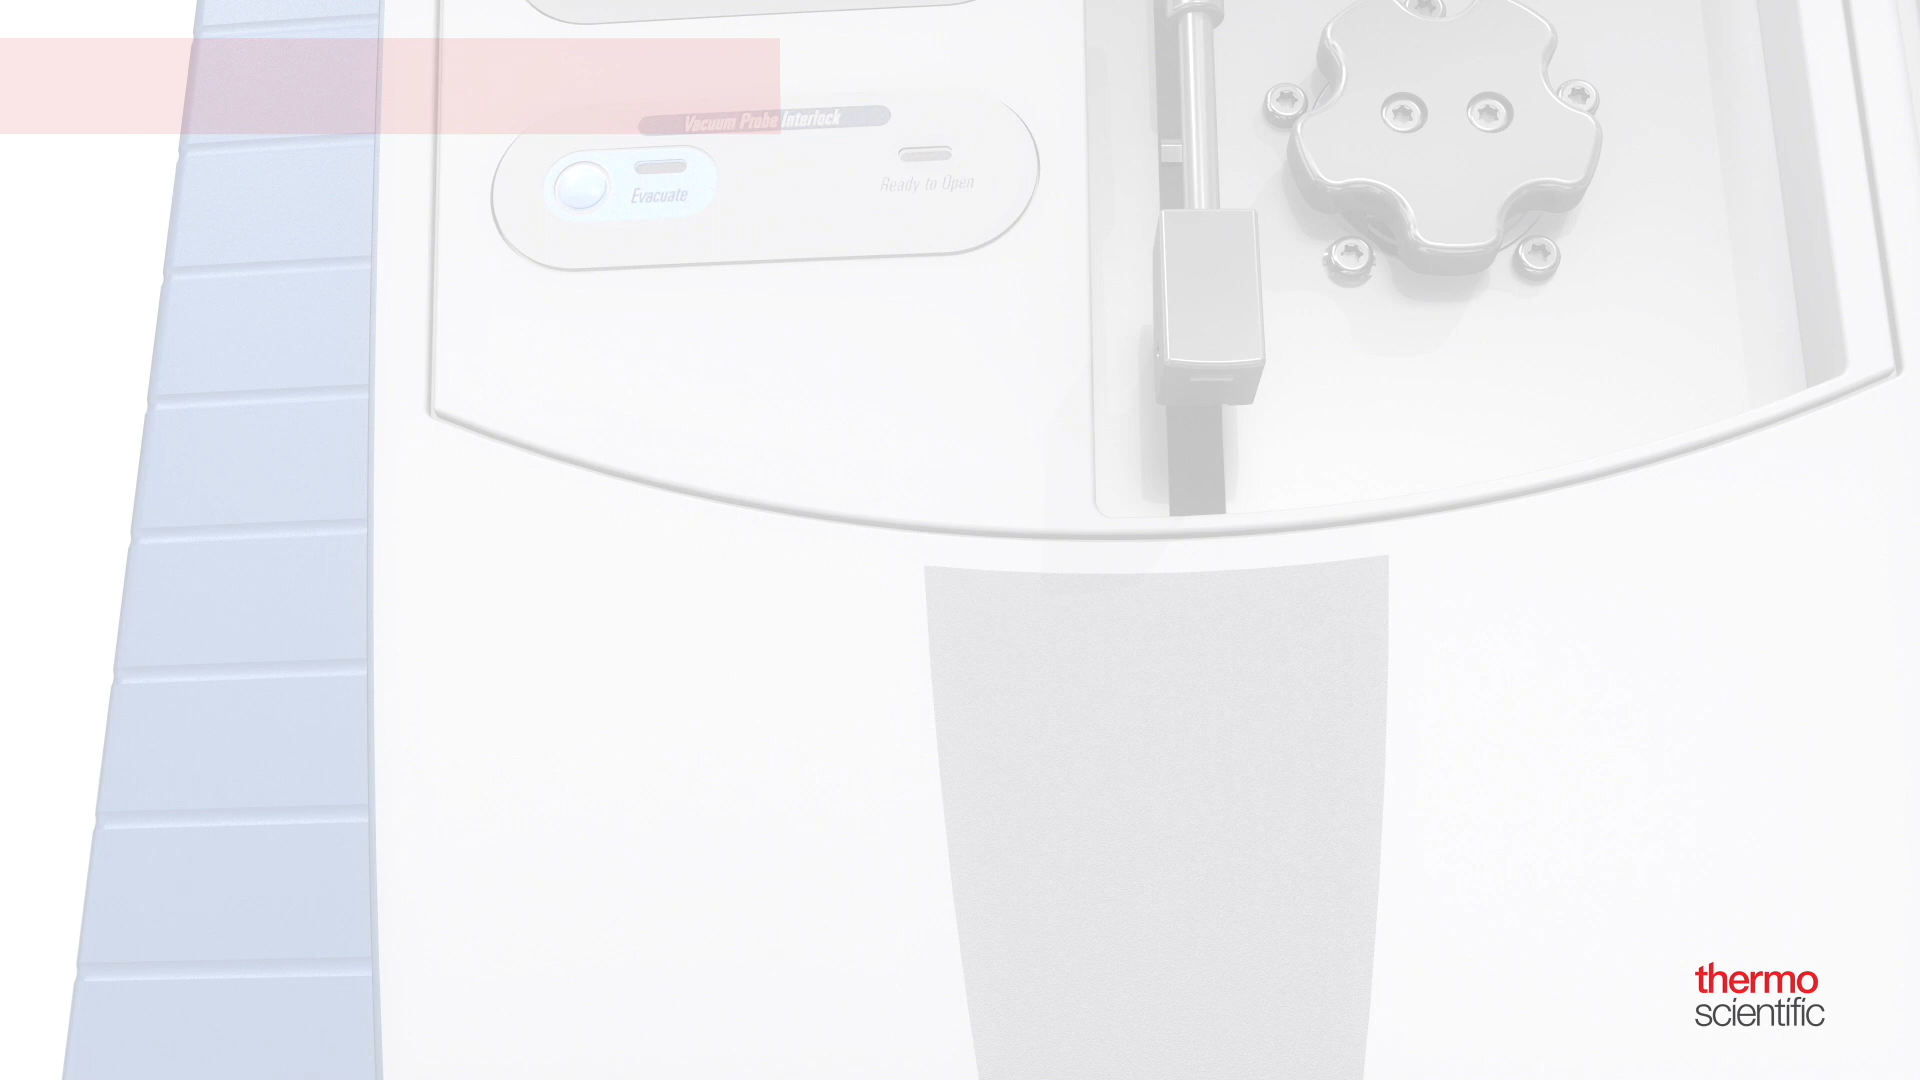 Vacuum Probe Interlock
Evacuate
Ready to Open
thermo
scientific